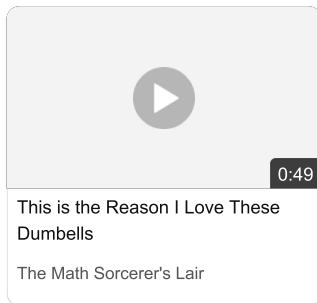 0:49
This is the Reason I Love These
Dumbells
The Math Sorcerer's Lair